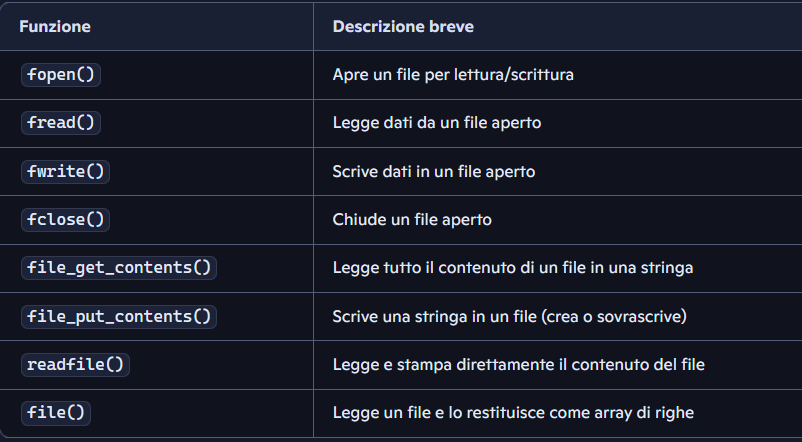 Funzione Descrizione breve
fopen() Apre un file per lettura/scrittura
fread() Legge dati da un file aperto
fwrite() Scrive dati in un file aperto
fclose() Chiude un file aperto
file_get_contents() Legge tutto il contenuto di un file in una stringa
file_put_contents() Scrive una stringa in un file (crea o sovrascrive)
readfile() Legge e stampa direttamente il contenuto del file
file() Legge un file e lo restituisce come array di righe